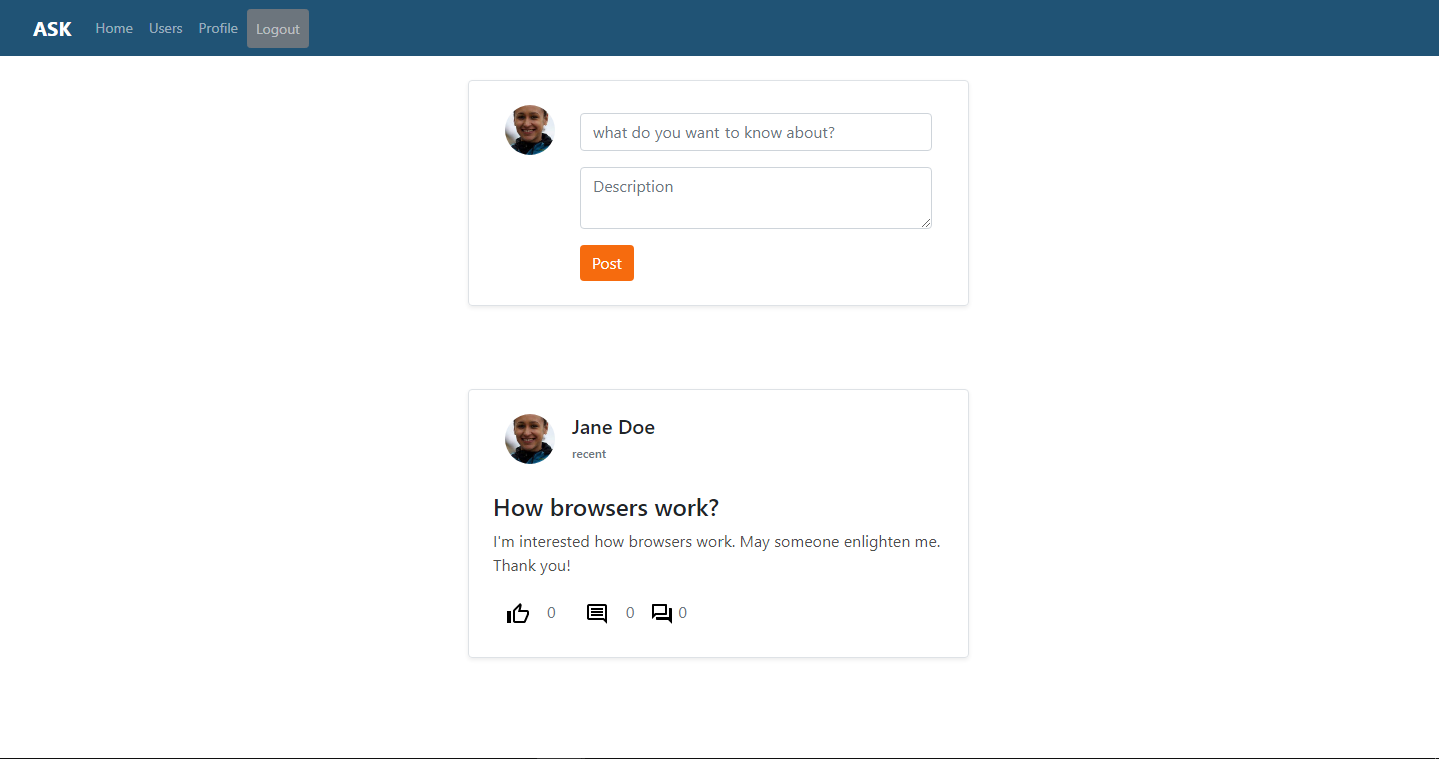 ASK Home Users Profile Logout
what do you want to know about?
Description
Post
Jane Doe
recent
How browsers work?
I'm interested how browsers work. May someone enlighten me.
Thank you!
0 0 0